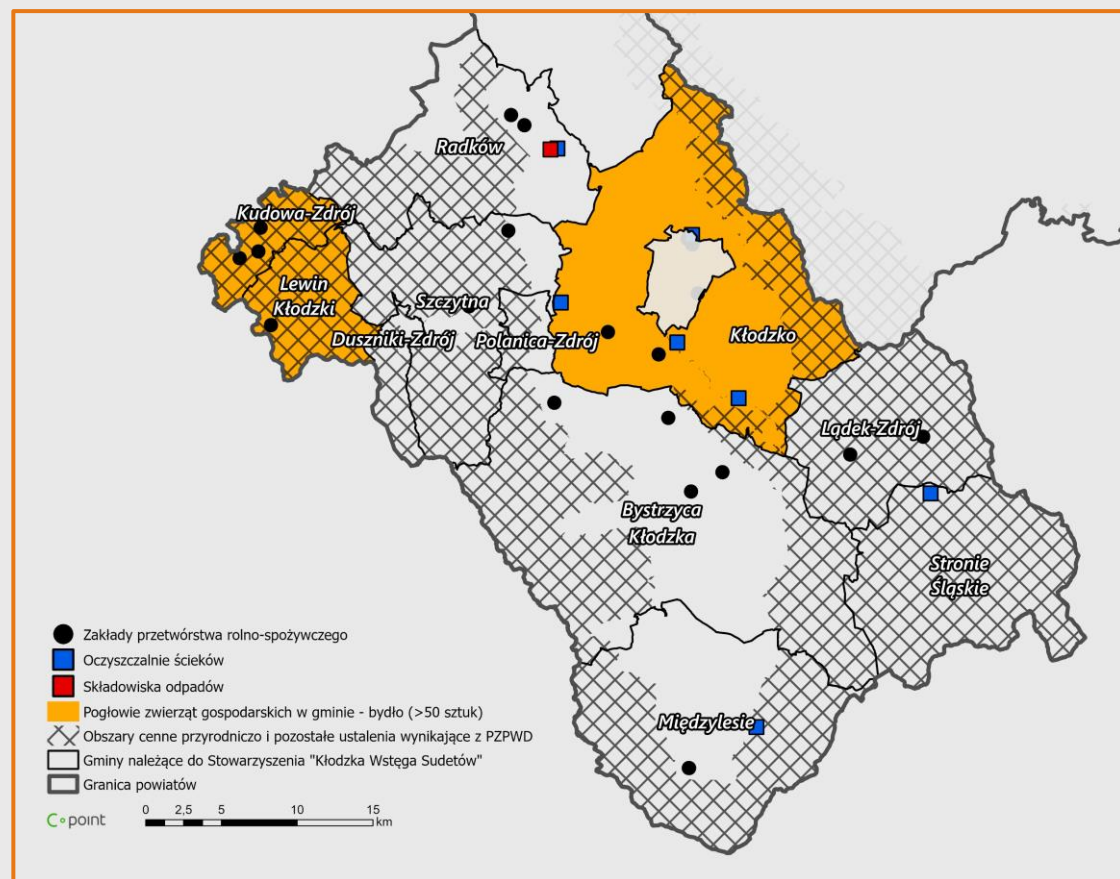 Radków
Kudowa-Zdrój
Lewin
Kłodzki
Szczytna
Duszniki-Zdrój
Polanica-Zdrój
Kłodzko
Lądek-Zdrój
Bystrzyca
Kłodzka
Stronie
Śląskie
Międzylesie
Zakłady przetwórstwa rolno-spożywczego
Oczyszczalnie ścieków
Składowiska odpadów
Pogłowie zwierząt gospodarskich w gminie - bydło (>50 sztuk)
Obszary cenne przyrodniczo i pozostałe ustalenia wynikające z PZPWD
Gminy należące do Stowarzyszenia "Kłodzka Wstęga Sudetów"
Granica powiatów
C•point
0 2,5 5 10 15
km